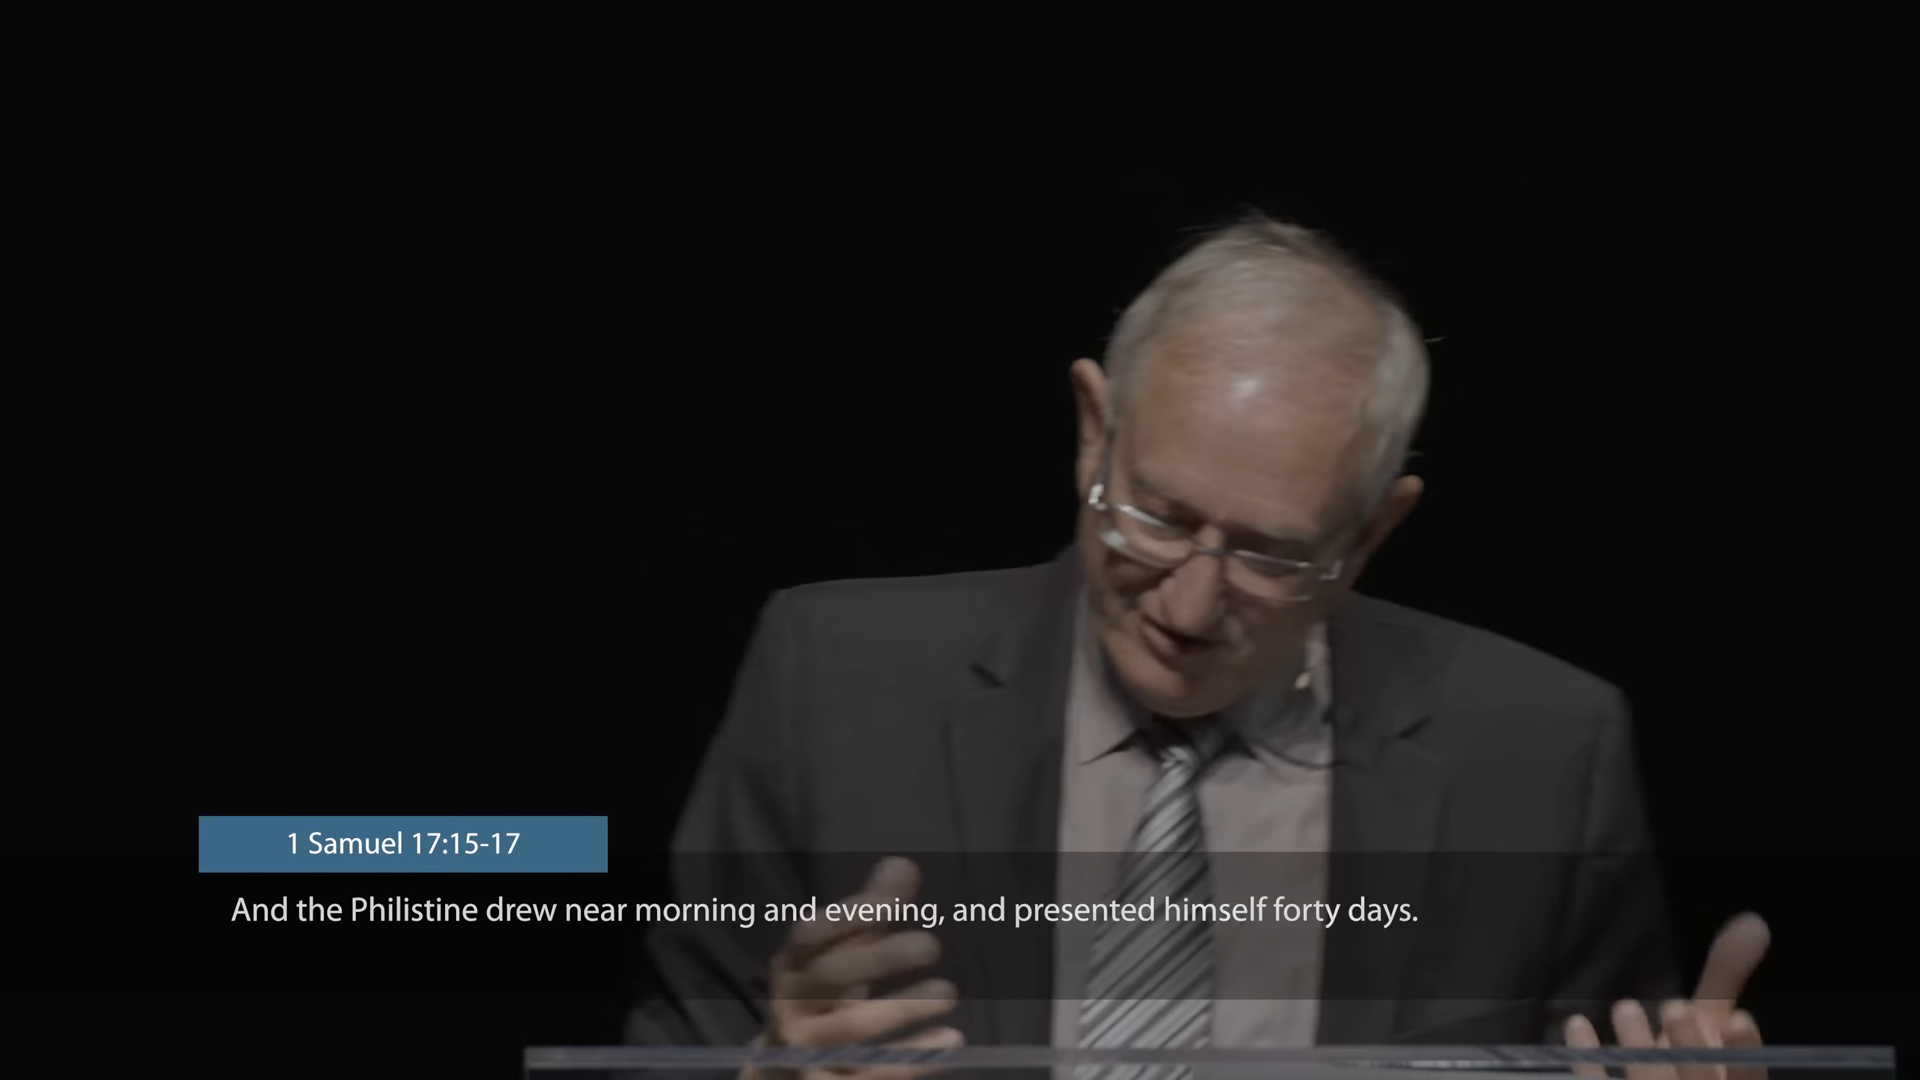 1 Samuel 17:15-17
And the Philistine drew near morning and evening, and presented himself forty days.